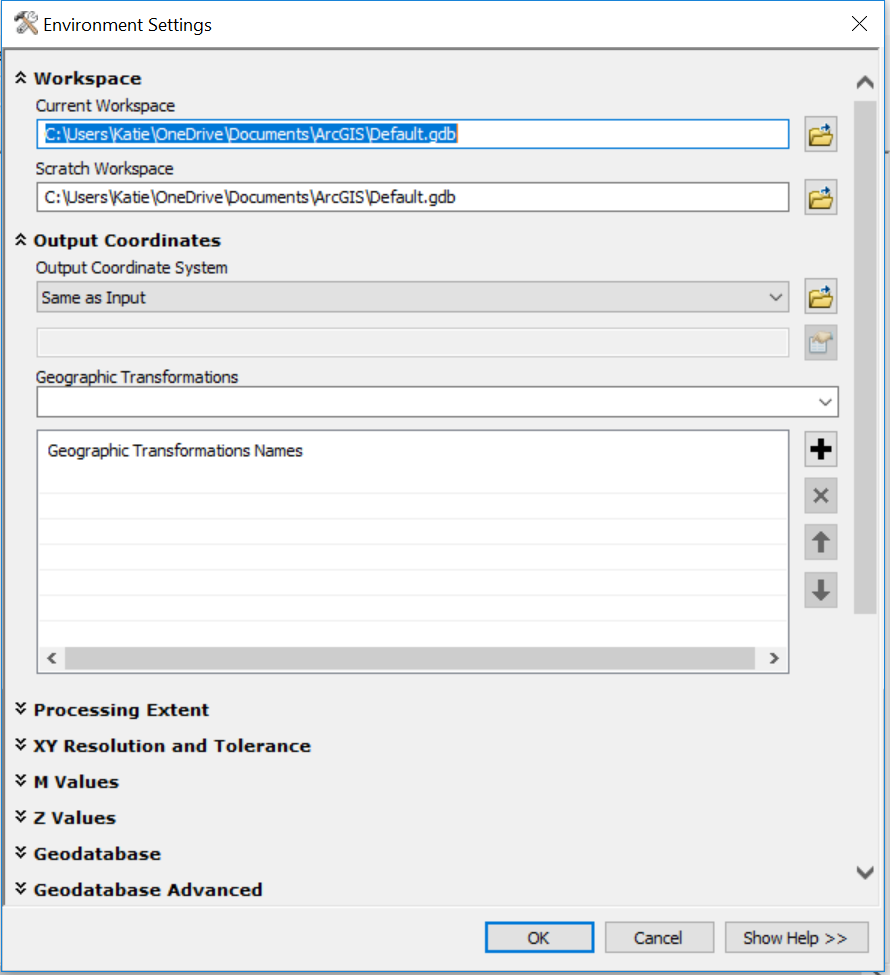 Environment Settings
Workspace
Current Workspace
C:\Users\Katie\OneDrive\Documents\ArcGIS\Default.gdb
Scratch Workspace
C:\Users\Katie\OneDrive\Documents\ArcGIS\Default.gdb
Output Coordinates
Output Coordinate System
Same as Input
Geographic Transformations
Geographic Transformations Names
Processing Extent
XY Resolution and Tolerance
M Values
Z Values
Geodatabase
Geodatabase Advanced
OK Cancel Show Help >>